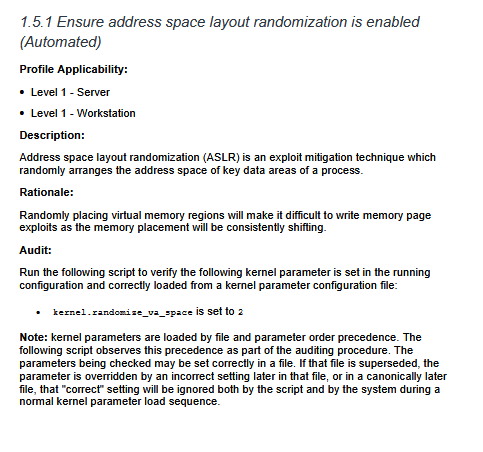 1.5.1 Ensure address space layout randomization is enabled
(Automated)
Profile Applicability:
• Level 1 - Server
• Level 1 - Workstation
Description:
Address space layout randomization (ASLR) is an exploit mitigation technique which
randomly arranges the address space of key data areas of a process.
Rationale:
Randomly placing virtual memory regions will make it difficult to write memory page
exploits as the memory placement will be consistently shifting.
Audit:
Run the following script to verify the following kernel parameter is set in the running
configuration and correctly loaded from a kernel parameter configuration file:
• kernel.randomize_va_space is set to 2
Note: kernel parameters are loaded by file and parameter order precedence. The
following script observes this precedence as part of the auditing procedure. The
parameters being checked may be set correctly in a file. If that file is superseded, the
parameter is overridden by an incorrect setting later in that file, or in a canonically later
file, that "correct" setting will be ignored both by the script and by the system during a
normal kernel parameter load sequence.